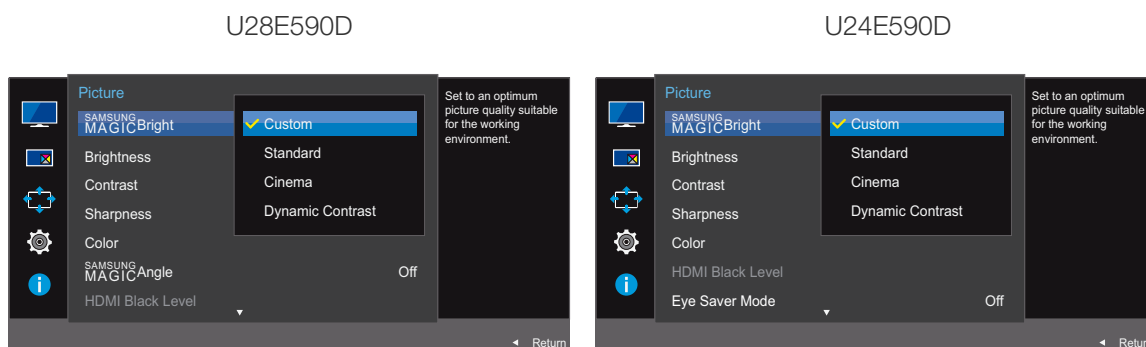 U28E590D
U24E590D
Picture
SAMSUNG
MAGICBright
Brightness
Contrast
Sharpness
Color
SAMSUNG
MAGICAngle
Off
HDMI Black Level
Custom
Standard
Cinema
Dynamic Contrast
Set to an optimum
picture quality suitable
for the working
environment.
Return
Picture
SAMSUNG
MAGICBright
Brightness
Contrast
Sharpness
Color
HDMI Black Level
Eye Saver Mode
Off
Custom
Standard
Cinema
Dynamic Contrast
Set to an optimum
picture quality suitable
for the working
environment.
Retur